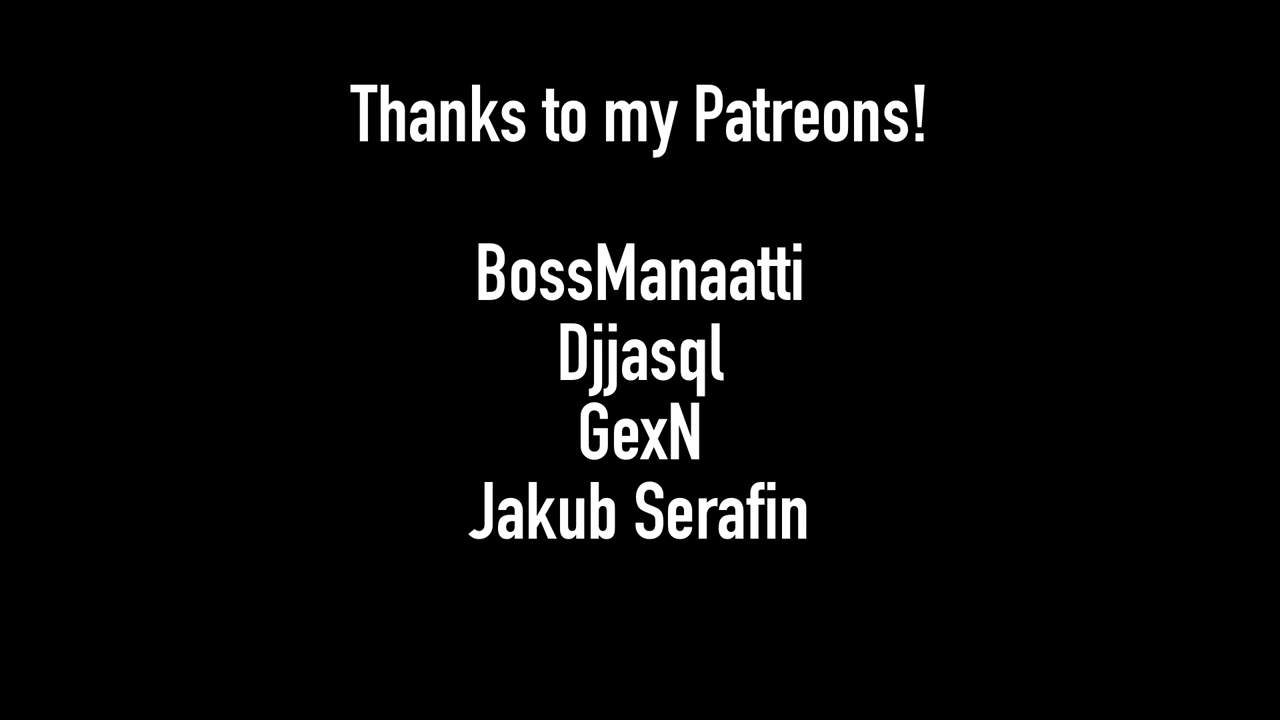 Thanks to my Patreons!
BossManaatti
Djjasql
GexN
Jakub Serafin